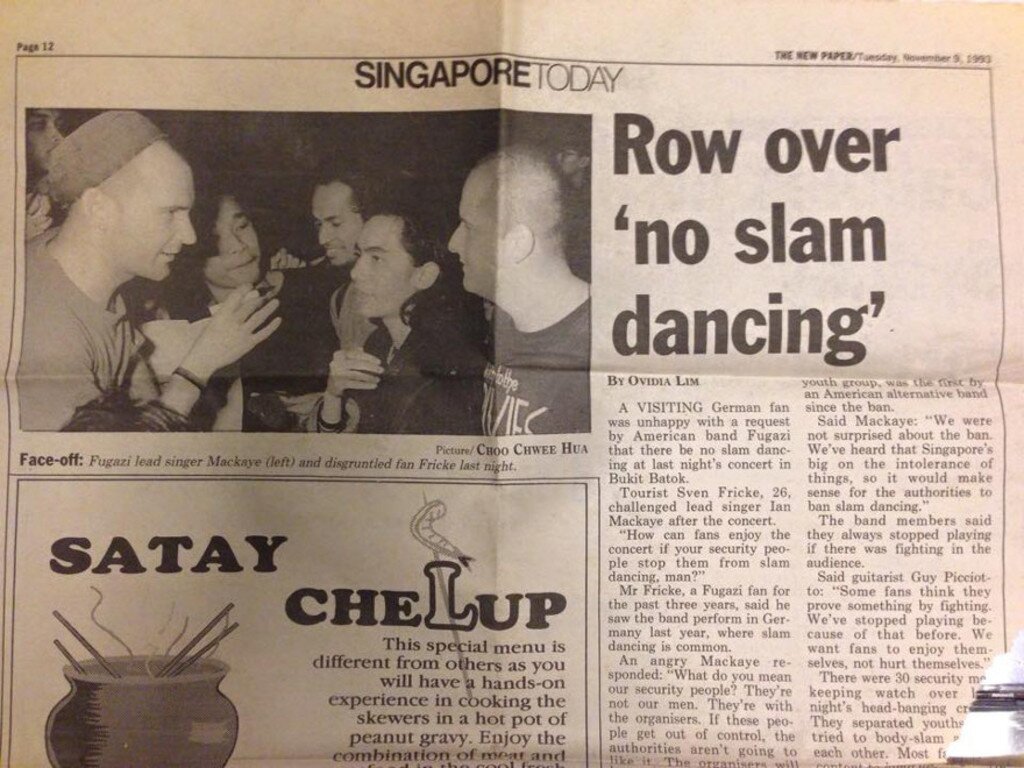 Page 12
THE NEW PAPER/Tuesday, November 9, 1993
SINGAPORETODAY
Row over
'no slam
dancing'
Picture/ CHOO CHWEE HUA
Face-off: Fugazi lead singer Mackaye (left) and disgruntled fan Fricke last night.
BY OVIDIA LIM
A VISITING German fan
was unhappy with a request
by American band Fugazi
that there be no slam danc-
ing at last night's concert in
Bukit Batok.
Tourist Sven Fricke, 26,
challenged lead singer Ian
Mackaye after the concert.
"How can fans enjoy the
concert if your security peo-
ple stop them from slam
dancing, man?"
Mr Fricke, a Fugazi fan for
the past three years, said he
saw the band perform in Ger-
many last year, where slam
dancing is common.
An angry Mackaye re-
sponded: "What do you mean
our security people? They're
not our men. They're with
the organisers. If these peo-
ple get out of control, the
authorities aren't going to
like it. The organisers will
youth group, was the first by
an American alternative band
since the ban.
Said Mackaye: "We were
not surprised about the ban.
We've heard that Singapore's
big on the intolerance of
things, so it would make
sense for the authorities to
ban slam dancing."
The band members said
they always stopped playing
if there was fighting in the
audience.
Said guitarist Guy Picciot-
to: "Some fans think they
prove something by fighting.
We've stopped playing be-
cause of that before. We
want fans to enjoy them-
selves, not hurt themselves."
There were 30 security
keeping watch over
night's head-banging
They separated youths
tried to body-slam
each other. Most
SATAY
CHELUP
This special menu is
different from others as you
will have a hands-on
experience in cooking the
skewers in a hot pot of
peanut gravy. Enjoy the
combination of meat and
food in the cool fresh